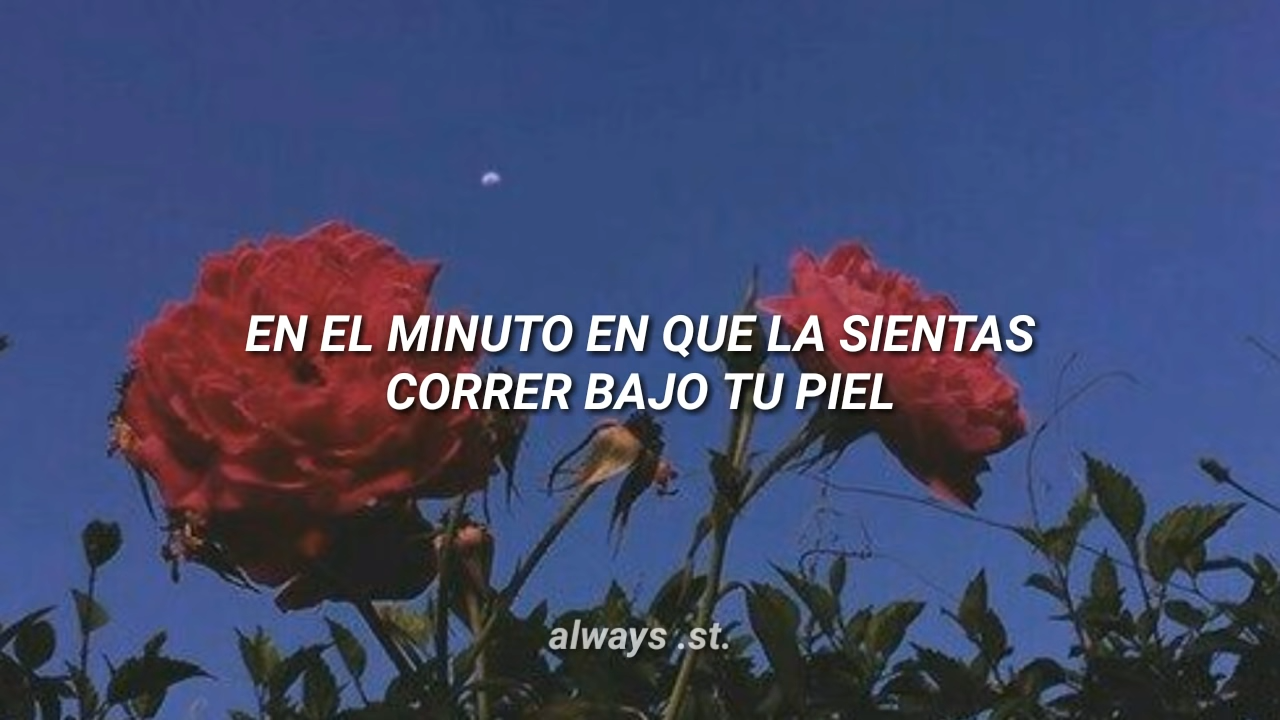 EN EL MINUTO EN QUE LA SIENTAS
CORRER BAJO TU PIEL
always .st.